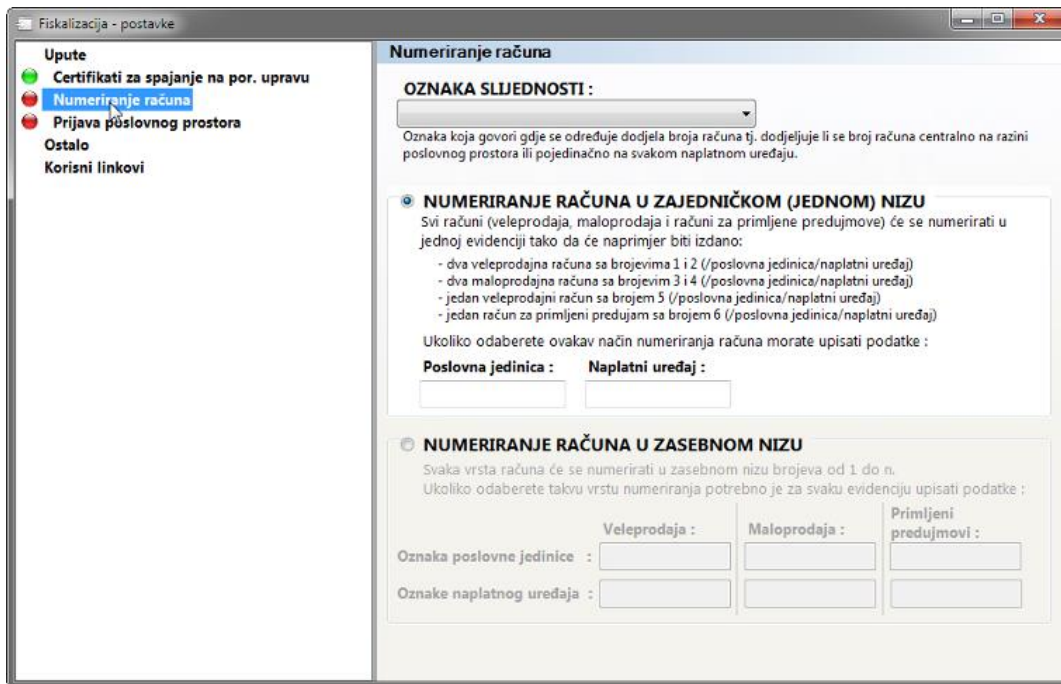 Fiskalizacija - postavke
Upute
Certifikati za spajanje na por. upravu
Numeriranje računa
Prijava poslovnog prostora
Ostalo
Korisni linkovi
Numeriranje računa
OZNAKA SLIJEDNOSTI :
Oznaka koja govori gdje se određuje dodjela broja računa tj. dodjeljuje li se broj računa centralno na razini
poslovnog prostora ili pojedinačno na svakom naplatnom uređaju.
NUMERIRANJE RAČUNA U ZAJEDNIČKOM (JEDNOM) NIZU
Svi računi (veleprodaja, maloprodaja i računi za primljene predujmove) će se numerirati u
jednoj evidenciji tako da će naprimjer biti izdano:
- dva veleprodajna računa sa brojevima 1 i 2 (/poslovna jedinica/naplatni uređaj)
- dva maloprodajna računa sa brojevim 3 i 4 (/poslovna jedinica/naplatni uređaj)
- jedan veleprodajni račun sa brojem 5 (/poslovna jedinica/naplatni uređaj)
- jedan račun za primljeni predujam sa brojem 6 (/poslovna jedinica/naplatni uređaj)
Ukoliko odaberete ovakav način numeriranja računa morate upisati podatke :
Poslovna jedinica : Naplatni uređaj :
NUMERIRANJE RAČUNA U ZASEBNOM NIZU
Svaka vrsta računa će se numerirati u zasebnom nizu brojeva od 1 do n.
Ukoliko odaberete takvu vrstu numeriranja potrebno je za svaku evidenciju upisati podatke :
Veleprodaja : Maloprodaja : Primljeni
predujmovi :
Oznaka poslovne jedinice :
Oznake naplatnog uređaja :